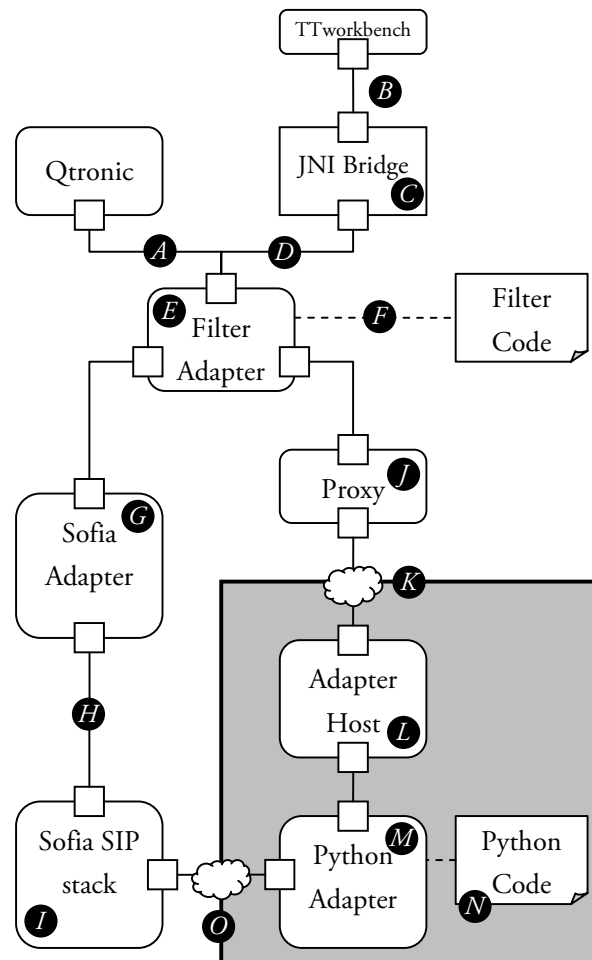 TTworkbench
B
Qtronic
JNI Bridge
C
A
D
E
Filter
Adapter
F
Filter
Code
J
Proxy
G
Sofia
Adapter
K
Adapter
Host
L
H
Sofia SIP
stack
I
M
Python
Adapter
Python
Code
N
O